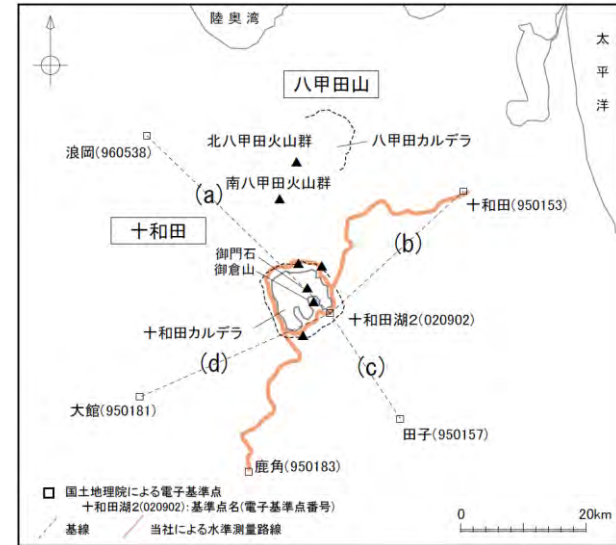 陸奥湾
太平洋
八甲田山
北八甲田火山群
八甲田カルデラ
浪岡(960538)
南八甲田火山群
(a)
十和田(950153)
十和田
(b)
御門石
御倉山
十和田カルデラ
十和田湖2(020902)
(d)
(c)
大館(950181)
田子(950157)
鹿角(950183)
国土地理院による電子基準点
十和田湖2(020902):基準点名(電子基準点番号)
基線
当社による水準測量路線
0
20km